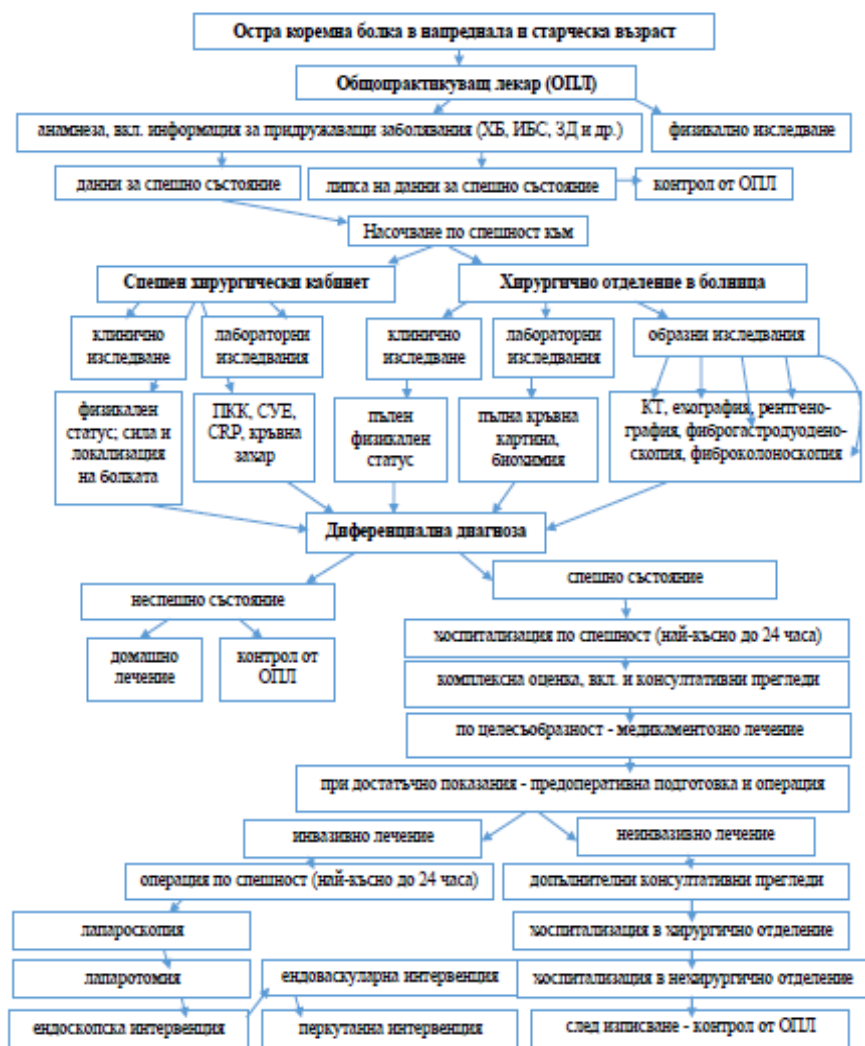 Остра коремна болка в напреднала и старческа възраст
Общопрактикуващ лекар (ОПЛ)
анамнеза, вкл. информация за придружаващи заболявания (ХБ, ИБС, ЗД и др.)
физикално изследване
данни за спешно състояние
липса на данни за спешно състояние
контрол от ОПЛ
Насочване по спешност към
Спешен хирургически кабинет
Хирургично отделение в болница
клинично
изследване
лабораторни
изследвания
клинично
изследване
лабораторни
изследвания
образни изследвания
физикален
статус; сила и
локализация
на болката
ПКК, СУЕ,
CRP, кръвна
захар
пълен
физикален
статус
пълна кръвна
картина,
биохимия
КТ, ехография, рентгено-
графия, фиброгастродуодено-
скопия, фиброколоноскопия
Диференциална диагноза
неспешно състояние
спешно състояние
домашно
лечение
контрол от
ОПЛ
хоспитализация по спешност (най-късно до 24 часа)
комплексна оценка, вкл. и консултативни прегледи
по целесъобразност - медикаментозно лечение
при достатъчно показания - предоперативна подготовка и операция
инвазивно лечение
неинвазивно лечение
операция по спешност (най-късно до 24 часа)
допълнителни консултативни прегледи
лапароскопия
хоспитализация в хирургично отделение
лапаротомия
ендоваскуларна интервенция
хоспитализация в нехирургично отделение
ендоскопска интервенция
перкутанна интервенция
след изписване - контрол от ОПЛ